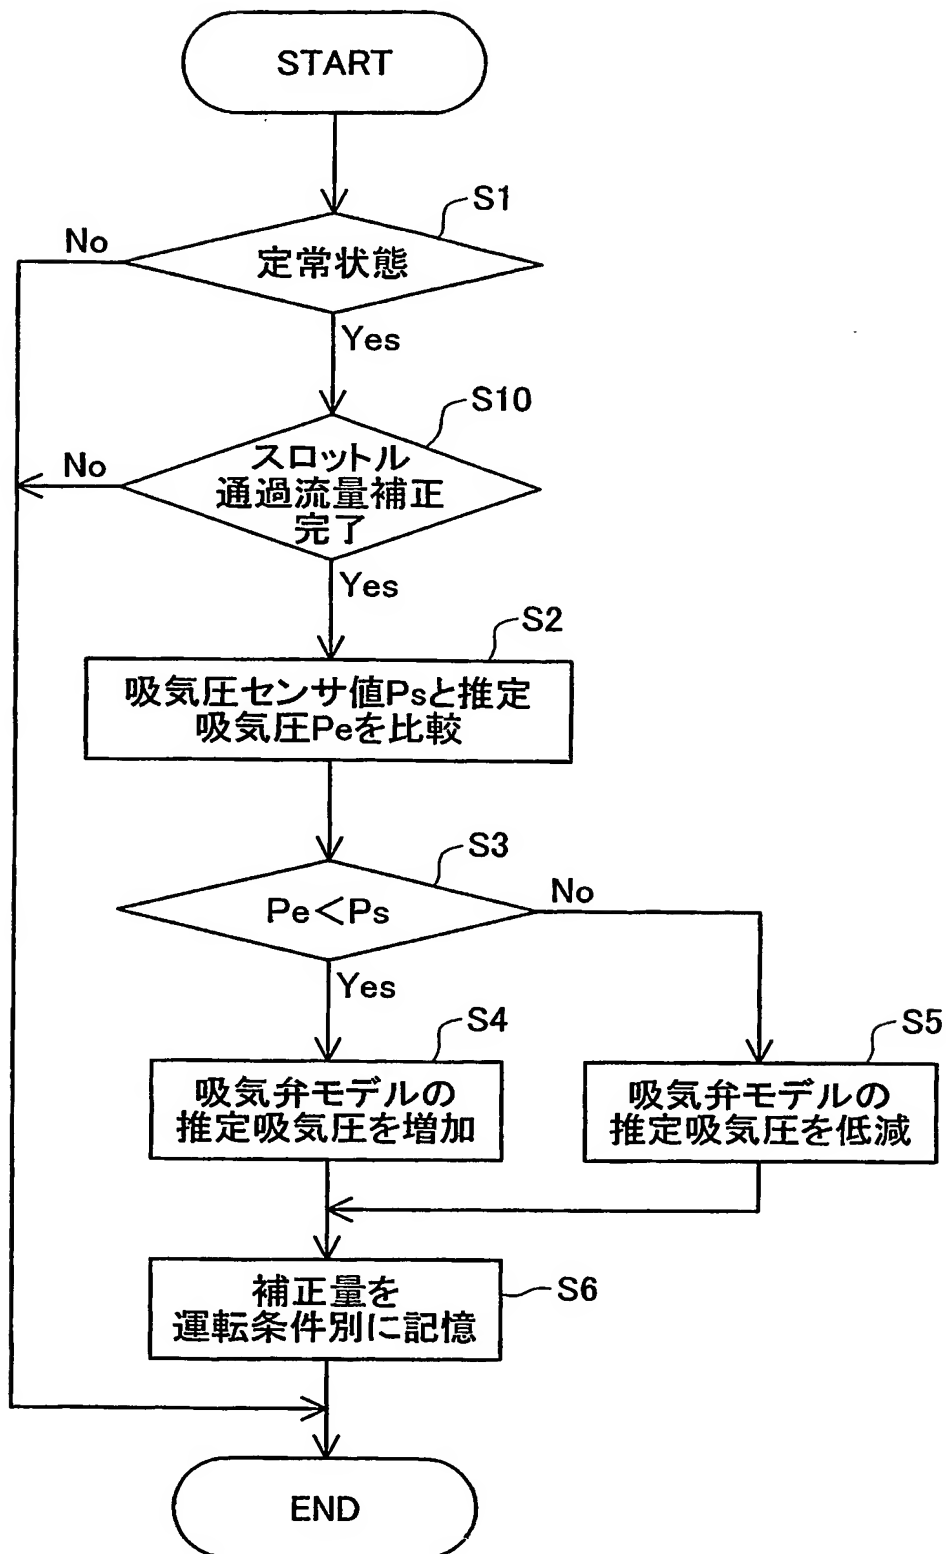 START
S1
No
定常状態
Yes
S10
No
スロットル
通過流量補正
完了
Yes
S2
吸気圧センサ値Psと推定
吸気圧Peを比較
S3
Pe<Ps
No
Yes
S4
吸気弁モデルの
推定吸気圧を増加
S5
吸気弁モデルの
推定吸気圧を低減
補正量を
運転条件別に記憶
S6
END